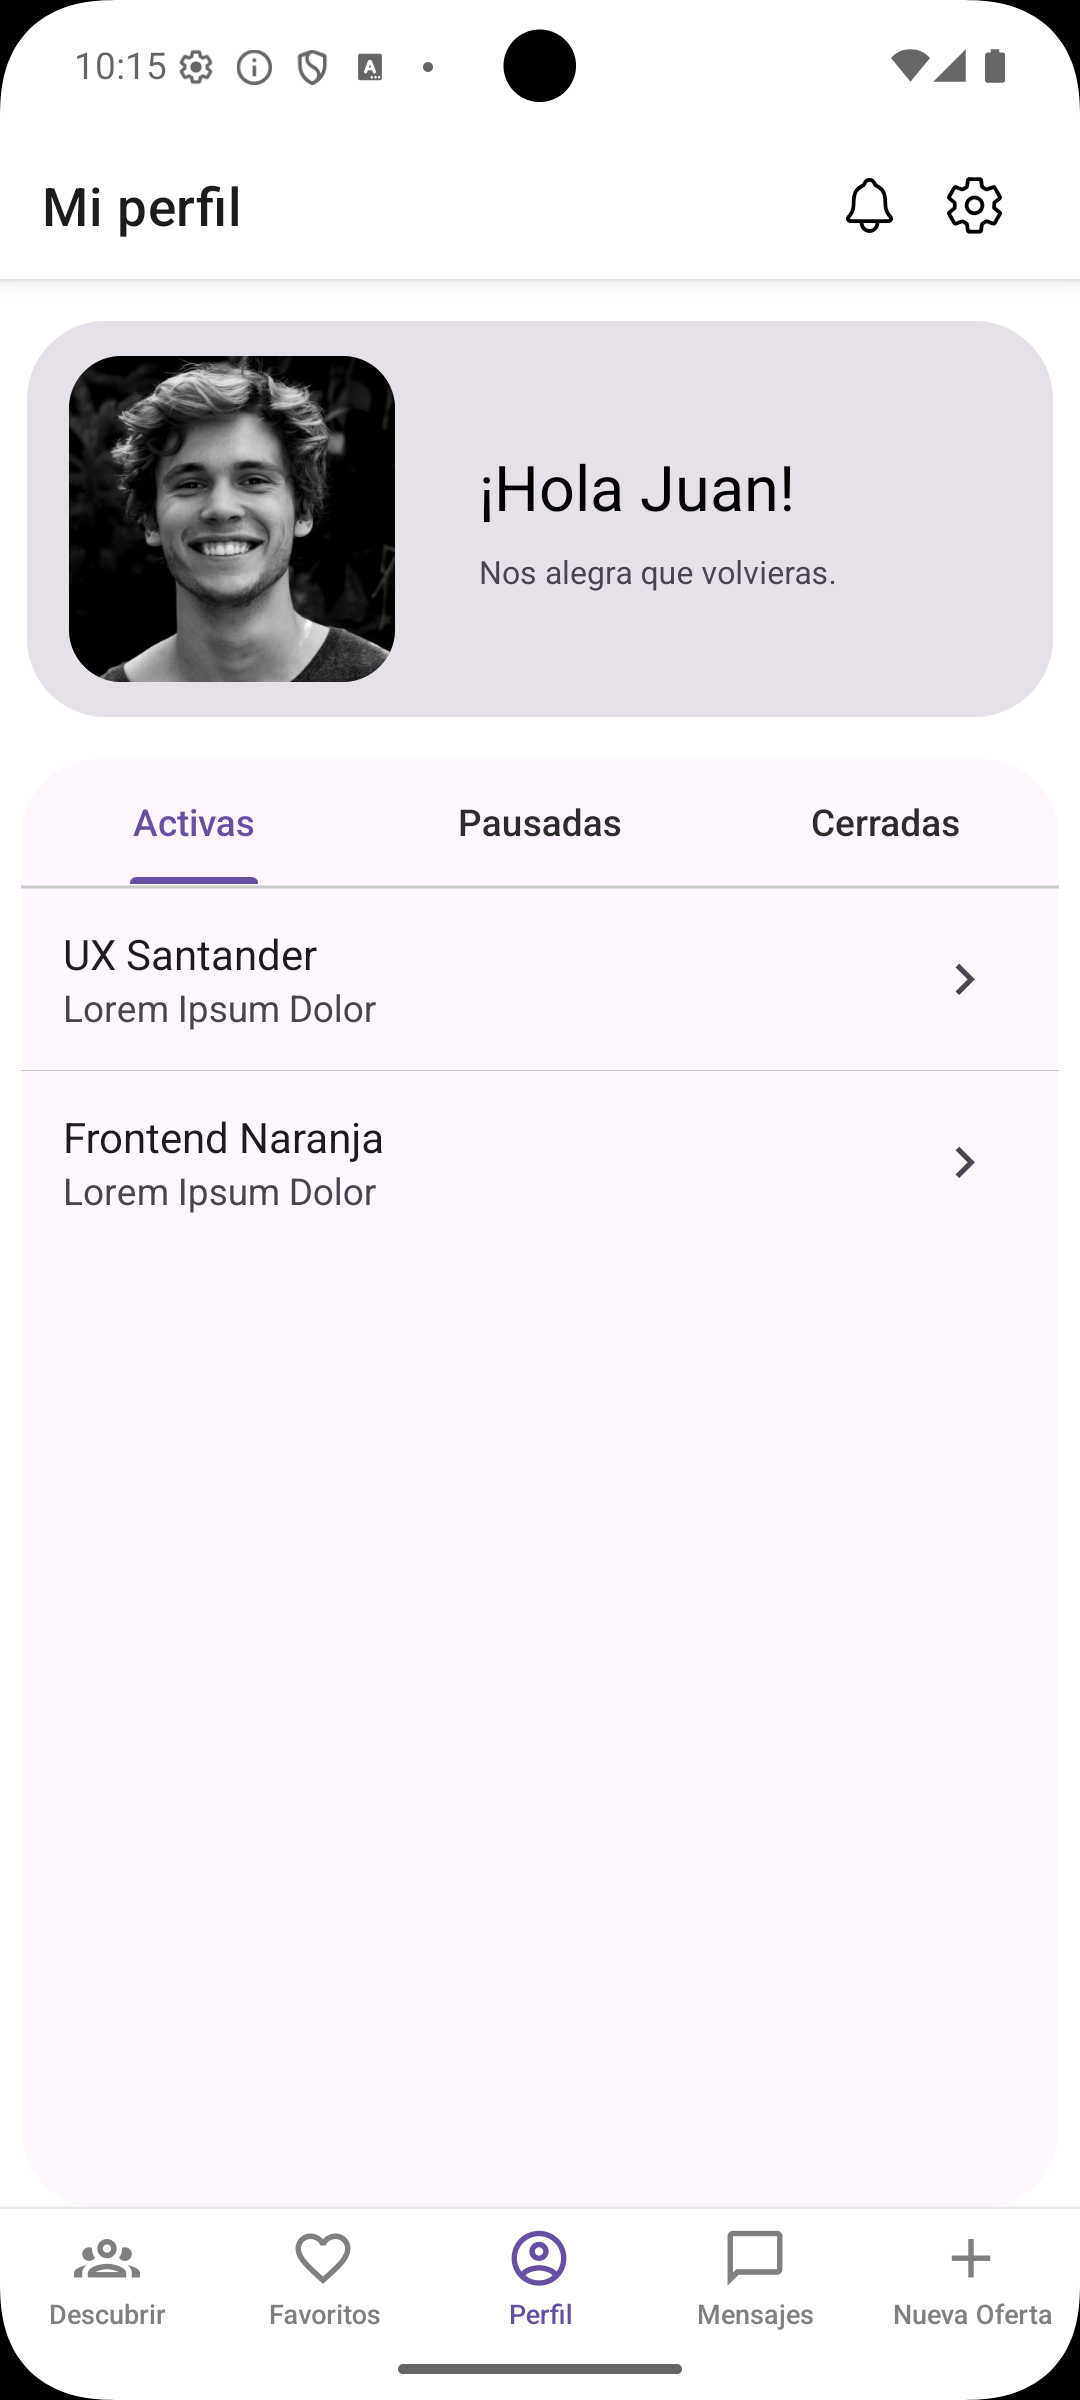 10:15
Mi perfil
¡Hola Juan!
Nos alegra que volvieras.
Activas
Pausadas
Cerradas
UX Santander
Lorem Ipsum Dolor
Frontend Naranja
Lorem Ipsum Dolor
Descubrir
Favoritos
Perfil
Mensajes
Nueva Oferta